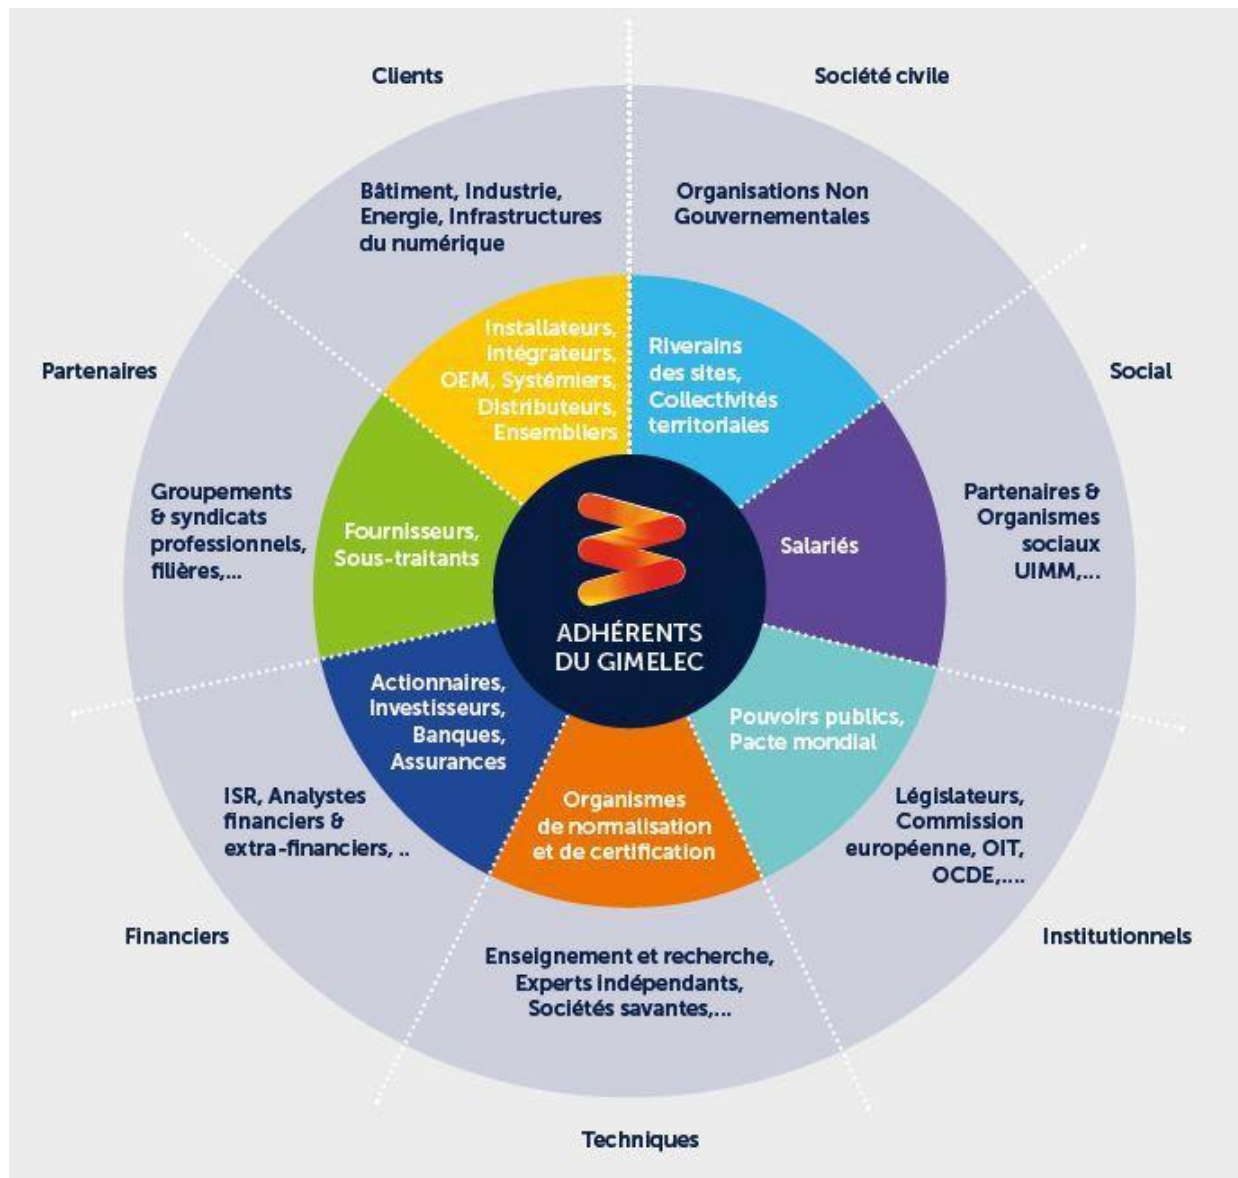 Clients
Société civile
Bâtiment, Industrie,
Energie, Infrastructures
du numérique
Organisations Non
Gouvernementales
Installateurs,
intégrateurs,
OEM, Systémiers,
Distributeurs,
Ensembliers
Riverains
des sites,
Collectivités
territoriales
Partenaires
Social
Groupements
& syndicats
professionnels,
filières,...
Fournisseurs,
Sous-traitants
Salariés
Partenaires &
Organismes
sociaux
UIMM,...
ADHÉRENTS
DU GIMELEC
Actionnaires,
Investisseurs,
Banques,
Assurances
Pouvoirs publics,
Pacte mondial
ISR, Analystes
financiers &
extra-financiers, ..
Organismes
de normalisation
et de certification
Législateurs,
Commission
européenne, OIT,
OCDE,....
Financiers
Institutionnels
Enseignement et recherche,
Experts indépendants,
Sociétés savantes,...
Techniques